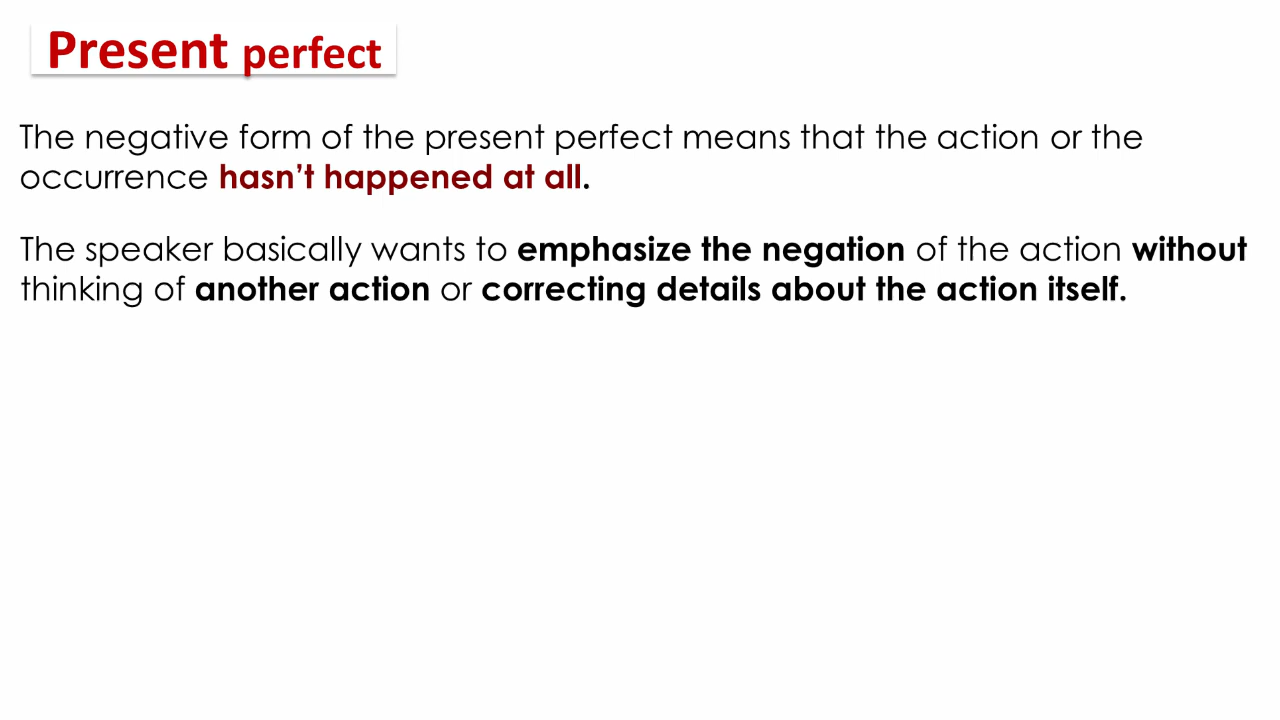 Present perfect
The negative form of the present perfect means that the action or the
occurrence hasn’t happened at all.
The speaker basically wants to emphasize the negation of the action without
thinking of another action or correcting details about the action itself.